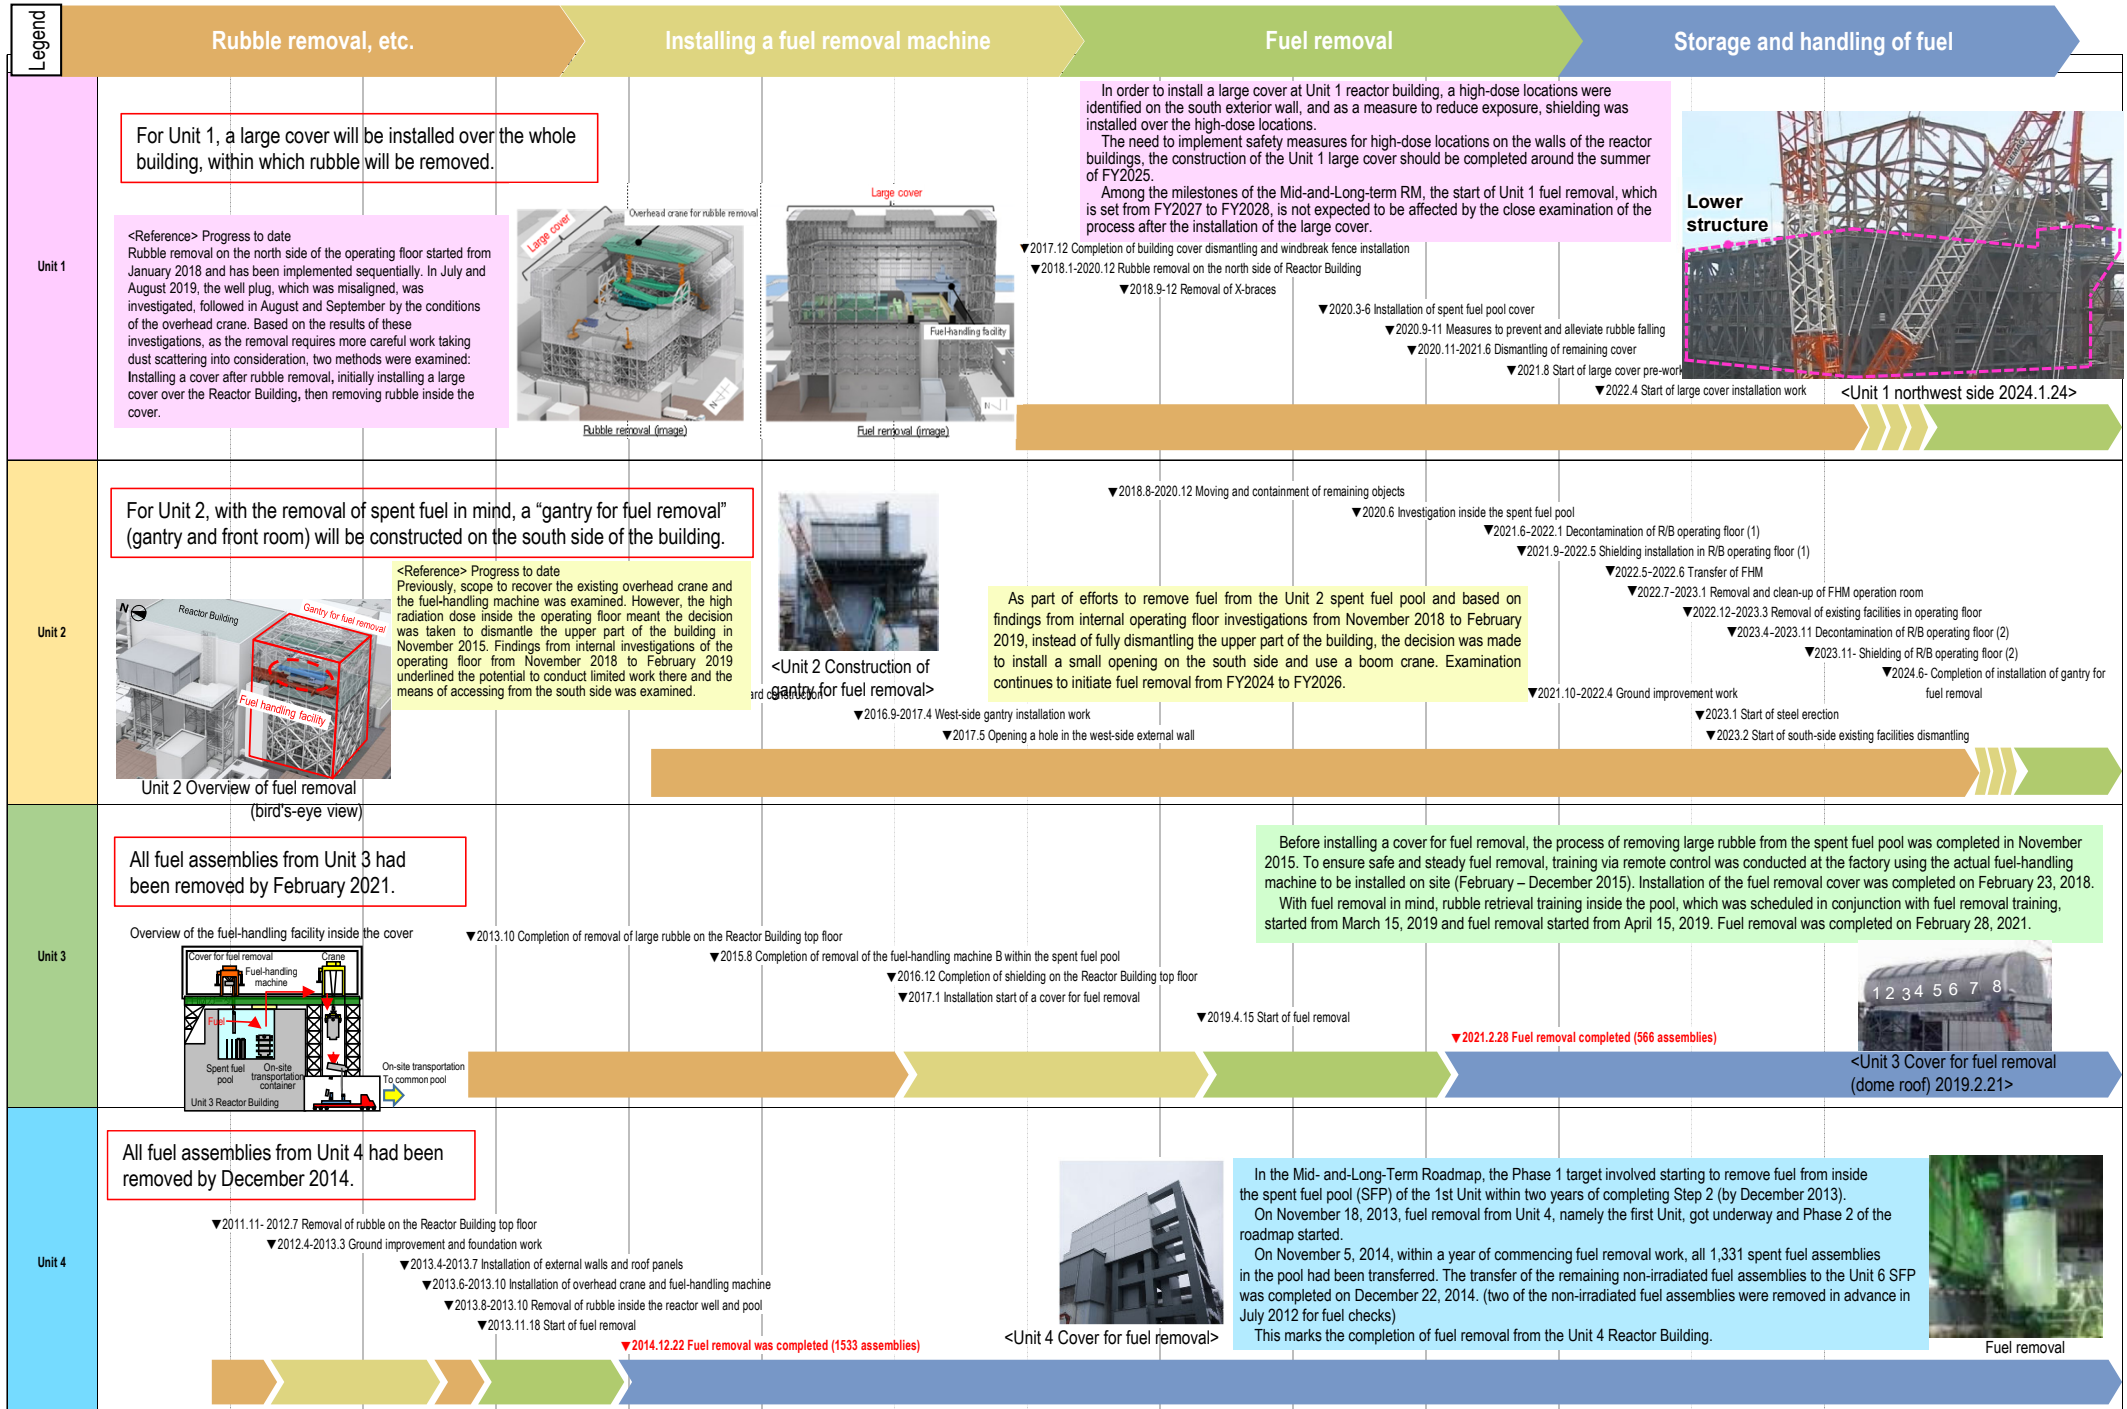 Legend
Rubble removal, etc.
Installing a fuel removal machine
Fuel removal
Storage and handling of fuel
Unit 1
For Unit 1, a large cover will be installed over the whole
building, within which rubble will be removed.
<Reference> Progress to date
Rubble removal on the north side of the operating floor started from
January 2018 and has been implemented sequentially. In July and
August 2019, the well plug, which was misaligned, was
investigated, followed in August and September by the conditions
of the overhead crane. Based on the results of these
investigations, as the removal requires more careful work taking
dust scattering into consideration, two methods were examined:
Installing a cover after rubble removal, initially installing a large
cover over the Reactor Building, then removing rubble inside the
cover.
Large cover
Overhead crane for rubble removal
N
Rubble removal (image)
Large cover
Fuel-handling facility
N
Fuel removal (image)
In order to install a large cover at Unit 1 reactor building, a high-dose locations were
identified on the south exterior wall, and as a measure to reduce exposure, shielding was
installed over the high-dose locations.
The need to implement safety measures for high-dose locations on the walls of the reactor
buildings, the construction of the Unit 1 large cover should be completed around the summer
of FY2025.
Among the milestones of the Mid-and-Long-term RM, the start of Unit 1 fuel removal, which
is set from FY2027 to FY2028, is not expected to be affected by the close examination of the
process after the installation of the large cover.
▼2017.12 Completion of building cover dismantling and windbreak fence installation
▼2018.1-2020.12 Rubble removal on the north side of Reactor Building
▼2018.9-12 Removal of X-braces
▼2020.3-6 Installation of spent fuel pool cover
▼2020.9-11 Measures to prevent and alleviate rubble falling
▼2020.11-2021.6 Dismantling of remaining cover
▼2021.8 Start of large cover pre-work
▼2022.4 Start of large cover installation work
Lower
structure
<Unit 1 northwest side 2024.1.24>
Unit 2
For Unit 2, with the removal of spent fuel in mind, a “gantry for fuel removal”
(gantry and front room) will be constructed on the south side of the building.
N
Reactor Building
Gantry for fuel removal
Fuel handling facility
Unit 2 Overview of fuel removal
(bird's-eye view)
<Reference> Progress to date
Previously, scope to recover the existing overhead crane and
the fuel-handling machine was examined. However, the high
radiation dose inside the operating floor meant the decision
was taken to dismantle the upper part of the building in
November 2015. Findings from internal investigations of the
operating floor from November 2018 to February 2019
underlined the potential to conduct limited work there and the
means of accessing from the south side was examined.
<Unit 2 Construction of
gantry for fuel removal>
ard construction
As part of efforts to remove fuel from the Unit 2 spent fuel pool and based on
findings from internal operating floor investigations from November 2018 to February
2019, instead of fully dismantling the upper part of the building, the decision was made
to install a small opening on the south side and use a boom crane. Examination
continues to initiate fuel removal from FY2024 to FY2026.
▼2018.8-2020.12 Moving and containment of remaining objects
▼2020.6 Investigation inside the spent fuel pool
▼2021.6-2022.1 Decontamination of R/B operating floor (1)
▼2021.9-2022.5 Shielding installation in R/B operating floor (1)
▼2022.5-2022.6 Transfer of FHM
▼2022.7-2023.1 Removal and clean-up of FHM operation room
▼2022.12-2023.3 Removal of existing facilities in operating floor
▼2023.4-2023.11 Decontamination of R/B operating floor (2)
▼2023.11- Shielding of R/B operating floor (2)
▼2024.6- Completion of installation of gantry for
fuel removal
▼2021.10-2022.4 Ground improvement work
▼2016.9-2017.4 West-side gantry installation work
▼2023.1 Start of steel erection
▼2017.5 Opening a hole in the west-side external wall
▼2023.2 Start of south-side existing facilities dismantling
Unit 3
All fuel assemblies from Unit 3 had
been removed by February 2021.
Overview of the fuel-handling facility inside the cover
Cover for fuel removal
Crane
Fuel-handling
machine
Fuel
Spent fuel
pool
On-site
transportation
container
Unit 3 Reactor Building
On-site transportation
To common pool
▼2013.10 Completion of removal of large rubble on the Reactor Building top floor
▼2015.8 Completion of removal of the fuel-handling machine B within the spent fuel pool
▼2016.12 Completion of shielding on the Reactor Building top floor
▼2017.1 Installation start of a cover for fuel removal
▼2019.4.15 Start of fuel removal
▼2021.2.28 Fuel removal completed (566 assemblies)
Before installing a cover for fuel removal, the process of removing large rubble from the spent fuel pool was completed in November
2015. To ensure safe and steady fuel removal, training via remote control was conducted at the factory using the actual fuel-handling
machine to be installed on site (February – December 2015). Installation of the fuel removal cover was completed on February 23, 2018.
With fuel removal in mind, rubble retrieval training inside the pool, which was scheduled in conjunction with fuel removal training,
started from March 15, 2019 and fuel removal started from April 15, 2019. Fuel removal was completed on February 28, 2021.
1 2 3 4 5 6 7 8
<Unit 3 Cover for fuel removal
(dome roof) 2019.2.21>
Unit 4
All fuel assemblies from Unit 4 had been
removed by December 2014.
▼2011.11- 2012.7 Removal of rubble on the Reactor Building top floor
▼2012.4-2013.3 Ground improvement and foundation work
▼2013.4-2013.7 Installation of external walls and roof panels
▼2013.6-2013.10 Installation of overhead crane and fuel-handling machine
▼2013.8-2013.10 Removal of rubble inside the reactor well and pool
▼2013.11.18 Start of fuel removal
▼2014.12.22 Fuel removal was completed (1533 assemblies)
<Unit 4 Cover for fuel removal>
In the Mid- and-Long-Term Roadmap, the Phase 1 target involved starting to remove fuel from inside
the spent fuel pool (SFP) of the 1st Unit within two years of completing Step 2 (by December 2013).
On November 18, 2013, fuel removal from Unit 4, namely the first Unit, got underway and Phase 2 of the
roadmap started.
On November 5, 2014, within a year of commencing fuel removal work, all 1,331 spent fuel assemblies
in the pool had been transferred. The transfer of the remaining non-irradiated fuel assemblies to the Unit 6 SFP
was completed on December 22, 2014. (two of the non-irradiated fuel assemblies were removed in advance in
July 2012 for fuel checks)
This marks the completion of fuel removal from the Unit 4 Reactor Building.
Fuel removal